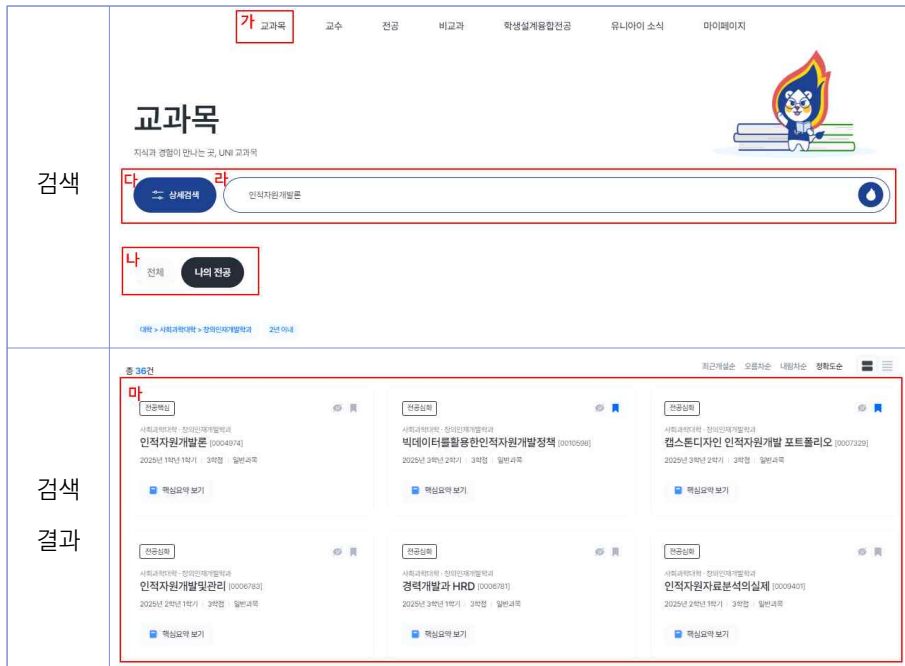 검색
가 교과목 교수 전공 비교과 학생설계융합전공 유니아이 소식 마이페이지
교과목
지식과 경험이 만나는 곳, UNI 교과목
다 상세검색 라 인적자원개발론
나 전체 나의 전공
대학 > 사회과학대학 > 창의인재개발학과 2년 이내
검색
결과
총 36건 최근개설순 오름차순 내림차순 정확도순
마
전공핵심
사회과학대학 · 창의인재개발학과
인적자원개발론 [0004974]
2025년 1학년 1학기 | 3학점 | 일반과목
핵심요약 보기
전공심화
사회과학대학 · 창의인재개발학과
빅데이터를활용한인적자원개발정책 [0010598]
2025년 3학년 2학기 | 3학점 | 일반과목
핵심요약 보기
전공심화
사회과학대학 · 창의인재개발학과
캡스톤디자인 인적자원개발 포트폴리오 [0007329]
2025년 3학년 2학기 | 3학점 | 일반과목
핵심요약 보기
전공심화
사회과학대학 · 창의인재개발학과
인적자원개발및관리 [0006783]
2025년 2학년 1학기 | 3학점 | 일반과목
핵심요약 보기
전공심화
사회과학대학 · 창의인재개발학과
경력개발과 HRD [0006781]
2025년 3학년 1학기 | 3학점 | 일반과목
핵심요약 보기
전공심화
사회과학대학 · 창의인재개발학과
인적자원자료분석의실제 [0009401]
2025년 2학년 1학기 | 3학점 | 일반과목
핵심요약 보기